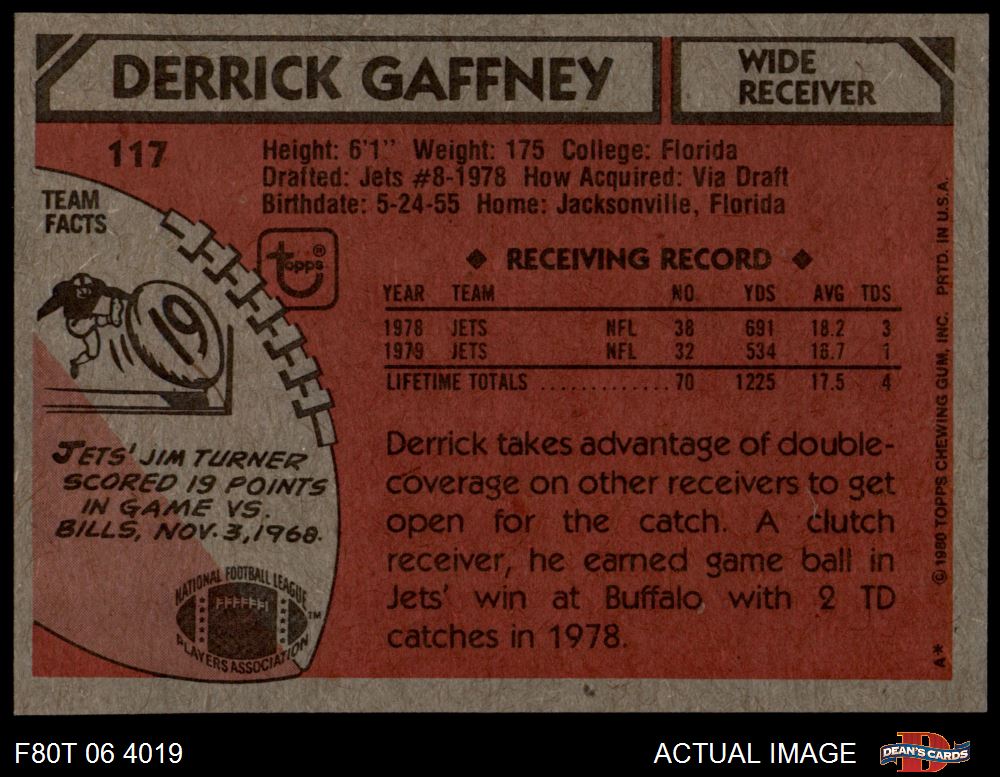 DERRICK GAFFNEY
WIDE
RECEIVER
117
Height: 6'1" Weight: 175 College: Florida
Drafted: Jets #8-1978 How Acquired: Via Draft
Birthdate: 5-24-55 Home: Jacksonville, Florida
TEAM
FACTS
topps®
19
JETS' JIM TURNER
SCORED 19 POINTS
IN GAME VS.
BILLS, NOV. 3, 1968.
NATIONAL FOOTBALL LEAGUE
PLAYERS ASSOCIATION
TM
◆ RECEIVING RECORD ◆
YEAR TEAM NO. YDS AVG TDS
1978 JETS NFL 38 691 18.2 3
1979 JETS NFL 32 534 16.7 1
LIFETIME TOTALS ............. 70 1225 17.5 4
Derrick takes advantage of double-
coverage on other receivers to get
open for the catch. A clutch
receiver, he earned game ball in
Jets' win at Buffalo with 2 TD
catches in 1978.
A* © 1980 TOPPS CHEWING GUM, INC. PRTD. IN U.S.A.
F80T 06 4019
ACTUAL IMAGE
D
DEAN'S CARDS